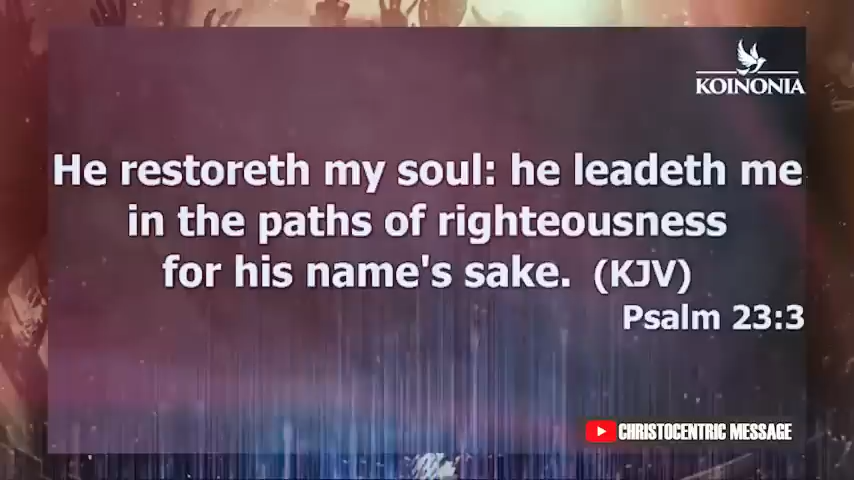 KOINONIA
He restoreth my soul: he leadeth me
in the paths of righteousness
for his name's sake. (KJV)
Psalm 23:3
CHRISTOCENTRIC MESSAGE